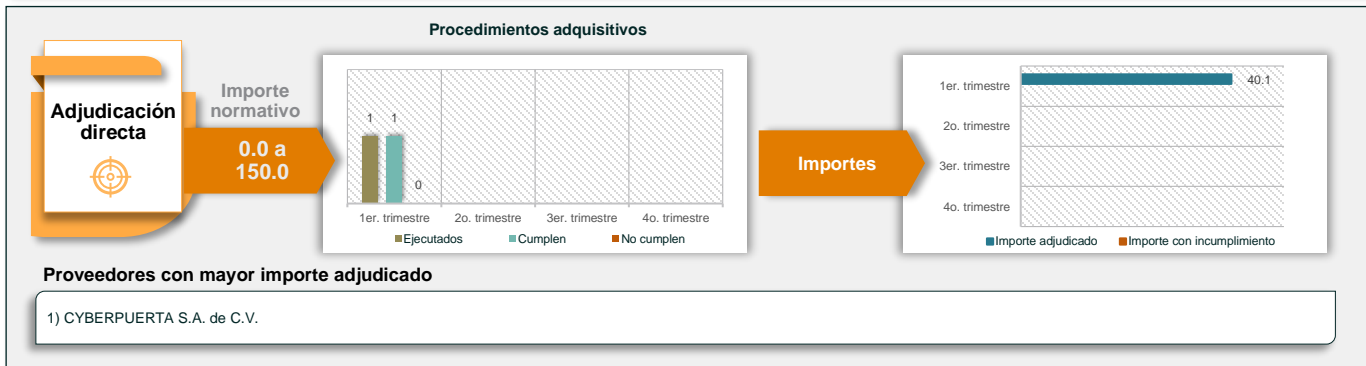 Procedimientos adquisitivos
Adjudicación
directa
Importe
normativo
0.0 a
150.0
1
1
0
1er. trimestre
2o. trimestre
3er. trimestre
4o. trimestre
Ejecutados
Cumplen
No cumplen
Importes
1er. trimestre
40.1
2o. trimestre
3er. trimestre
4o. trimestre
Importe adjudicado
Importe con incumplimiento
Proveedores con mayor importe adjudicado
1) CYBERPUERTA S.A. de C.V.